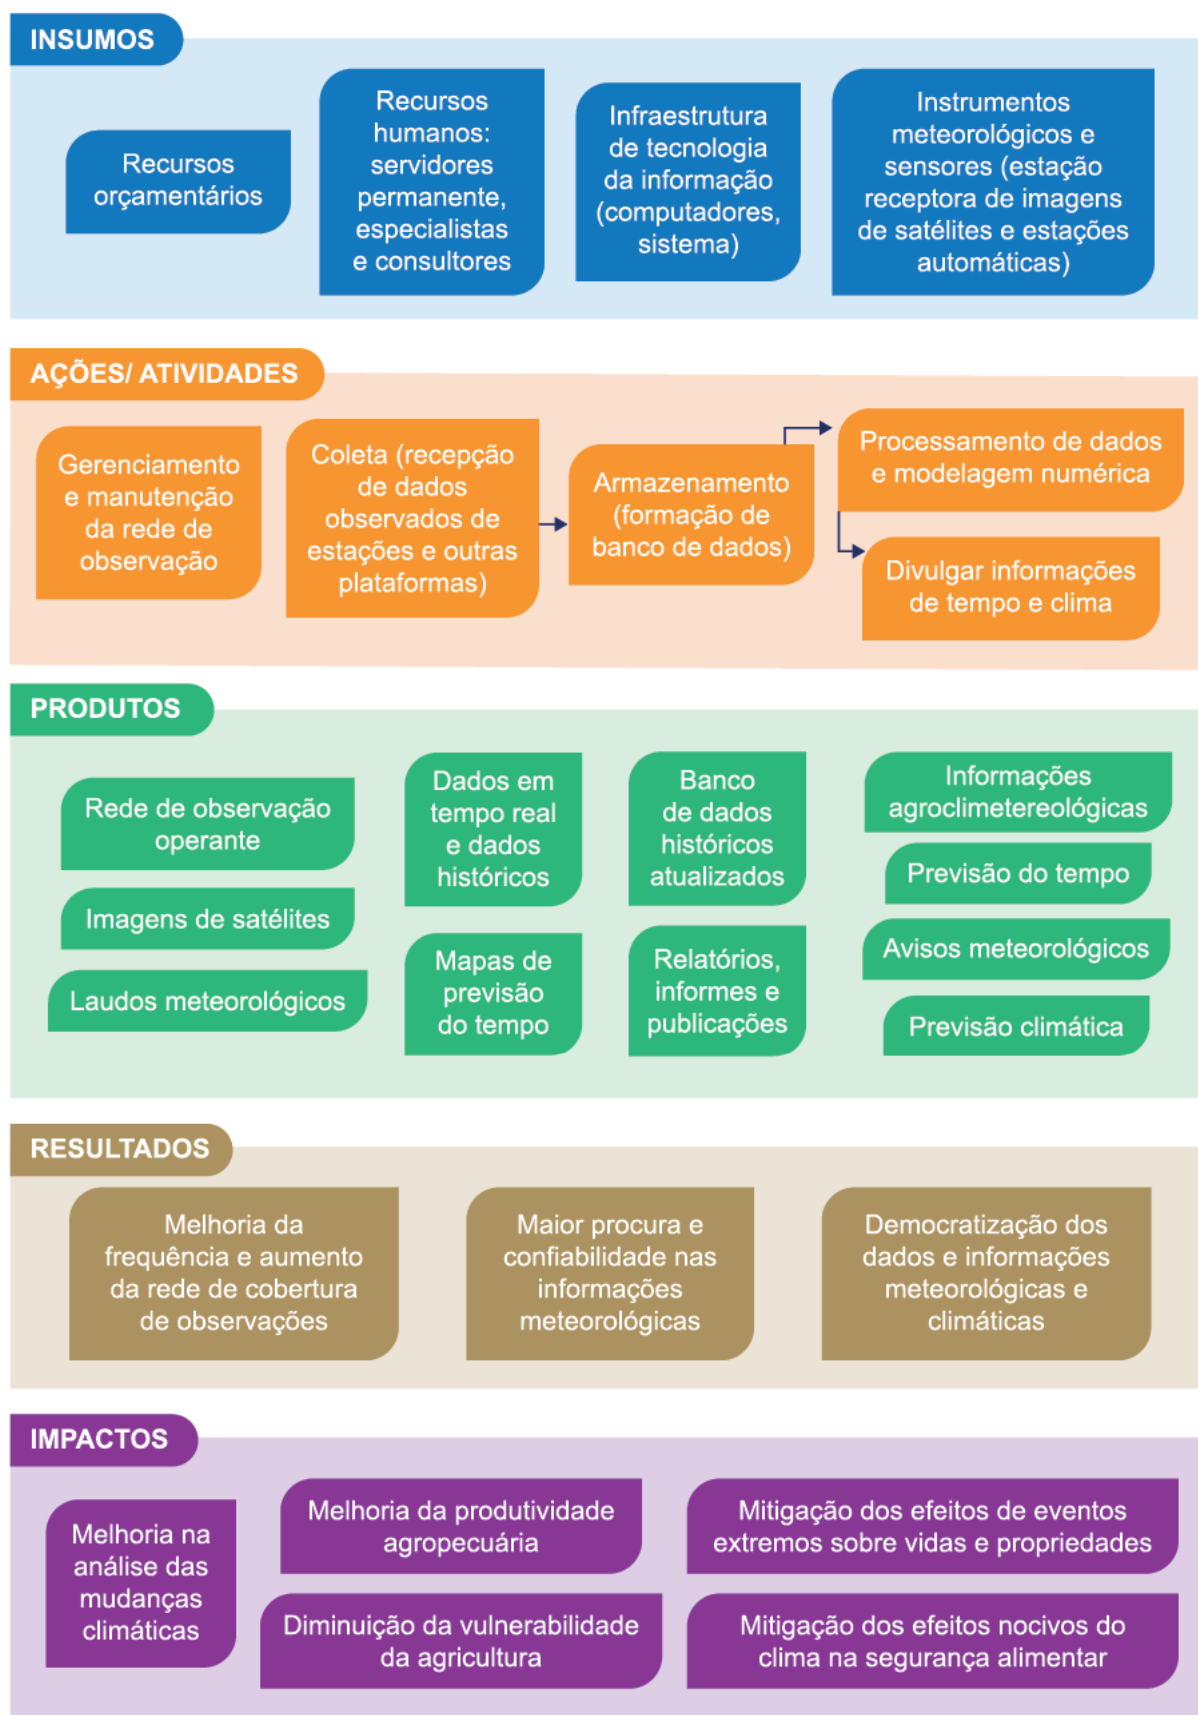 INSUMOS
Recursos
orçamentários
Recursos
humanos:
servidores
permanente,
especialistas
e consultores
Infraestrutura
de tecnologia
da informação
(computadores,
sistema)
Instrumentos
meteorológicos e
sensores (estação
receptora de imagens
de satélites e estações
automáticas)
AÇÕES/ ATIVIDADES
Gerenciamento
e manutenção
da rede de
observação
Coleta (recepção
de dados
observados de
estações e outras
plataformas)
Armazenamento
(formação de
banco de dados)
Processamento de dados
e modelagem numérica
Divulgar informações
de tempo e clima
PRODUTOS
Rede de observação
operante
Imagens de satélites
Laudos meteorológicos
Dados em
tempo real
e dados
históricos
Mapas de
previsão
do tempo
Banco
de dados
históricos
atualizados
Relatórios,
informes e
publicações
Informações
agroclimetereológicas
Previsão do tempo
Avisos meteorológicos
Previsão climática
RESULTADOS
Melhoria da
frequência e aumento
da rede de cobertura
de observações
Maior procura e
confiabilidade nas
informações
meteorológicas
Democratização dos
dados e informações
meteorológicas e
climáticas
IMPACTOS
Melhoria na
análise das
mudanças
climáticas
Melhoria da produtividade
agropecuária
Diminuição da vulnerabilidade
da agricultura
Mitigação dos efeitos de eventos
extremos sobre vidas e propriedades
Mitigação dos efeitos nocivos do
clima na segurança alimentar